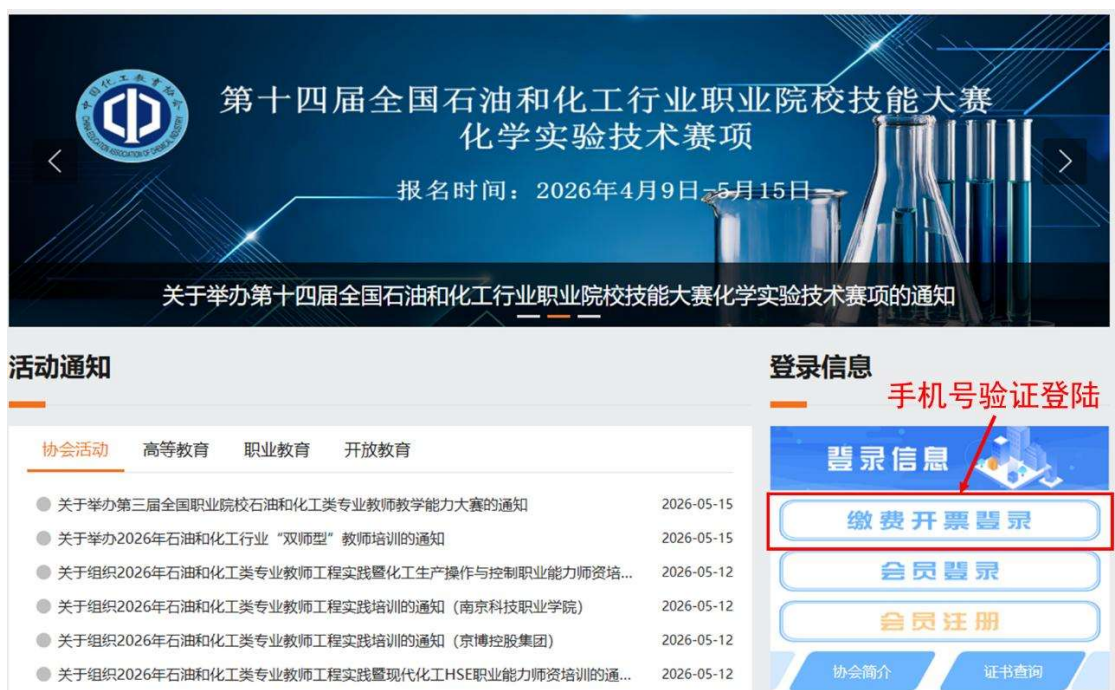 中国化工教育协会
CHINA EDUCATION ASSOCIATION OF CHEMICAL INDUSTRY
第十四届全国石油和化工行业职业院校技能大赛
化学实验技术赛项
报名时间：2026年4月9日-5月15日
关于举办第十四届全国石油和化工行业职业院校技能大赛化学实验技术赛项的通知
活动通知
协会活动 高等教育 职业教育 开放教育
关于举办第三届全国职业院校石油和化工类专业教师教学能力大赛的通知 2026-05-15
关于举办2026年石油和化工行业“双师型”教师培训的通知 2026-05-15
关于组织2026年石油和化工类专业教师工程实践暨化工生产操作与控制职业能力师资培... 2026-05-12
关于组织2026年石油和化工类专业教师工程实践培训的通知（南京科技职业学院） 2026-05-12
关于组织2026年石油和化工类专业教师工程实践培训的通知（京博控股集团） 2026-05-12
关于组织2026年石油和化工类专业教师工程实践暨现代化工HSE职业能力师资培训的通... 2026-05-12
登录信息
手机号验证登陆
登录信息
缴费开票登录
会员登录
会员注册
协会简介 证书查询